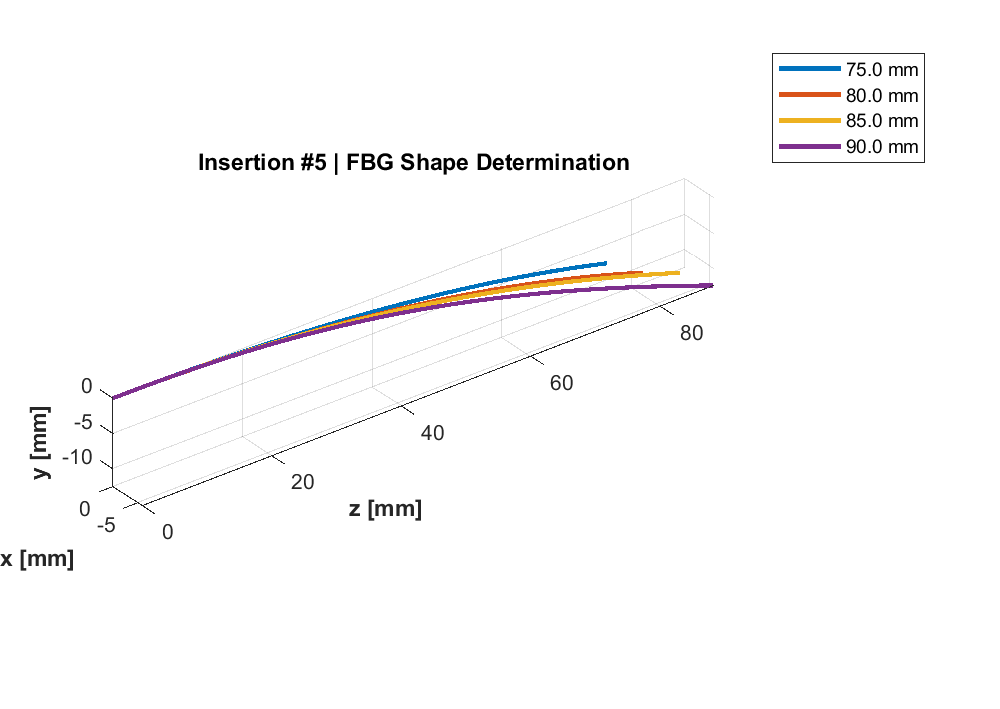 75.0 mm
80.0 mm
85.0 mm
90.0 mm
Insertion #5 | FBG Shape Determination
0
-5
-10
y [mm]
0
-5
x [mm]
0
20
40
60
80
z [mm]